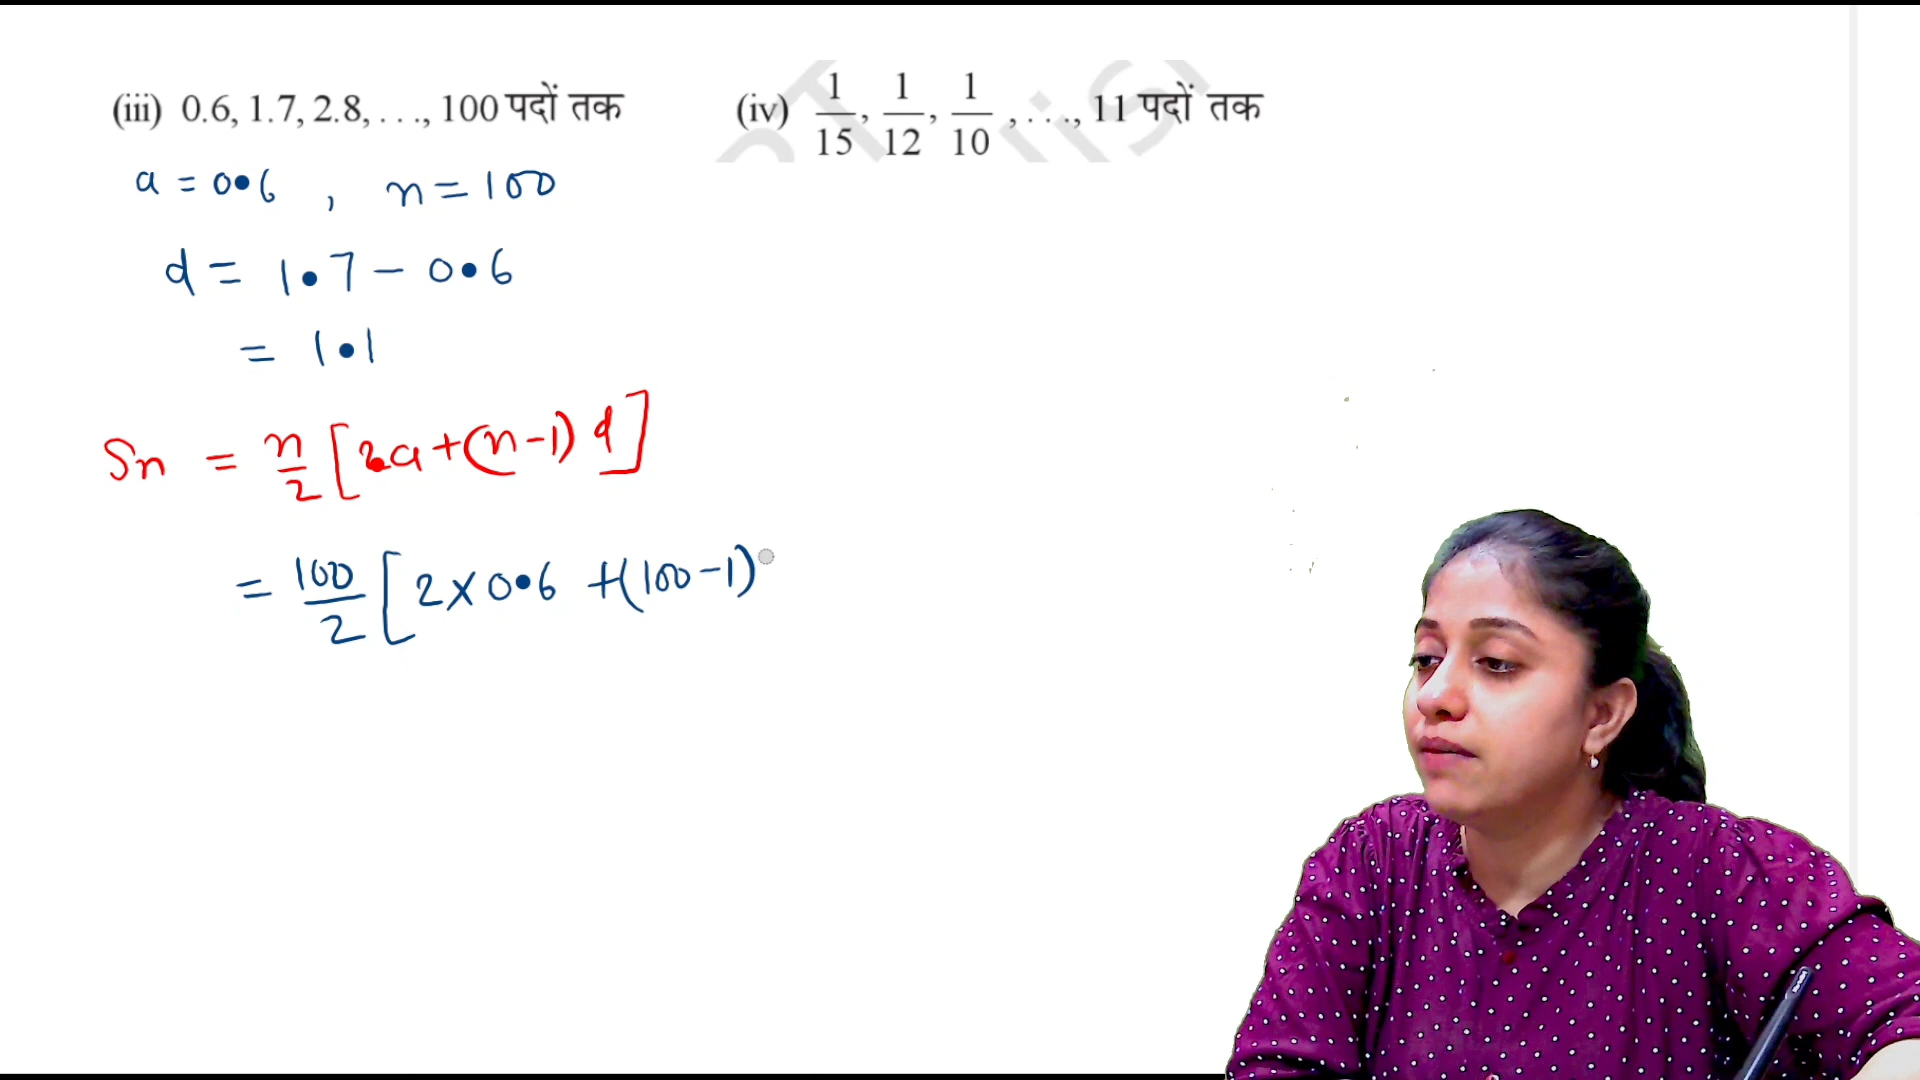 (iii) 0.6, 1.7, 2.8, . . ., 100 पदों तक
(iv) 1/15, 1/12, 1/10, . . ., 11 पदों तक
a = 0.6 , n = 100
d = 1.7 - 0.6
= 1.1
Sn = n/2 [2a + (n-1) d]
= 100/2 [2 × 0.6 + (100 - 1)